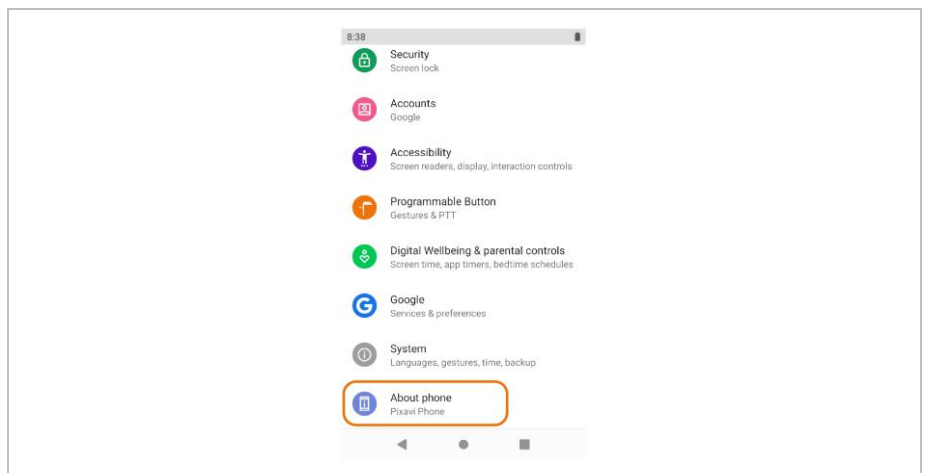 8:38
Security
Screen lock
Accounts
Google
Accessibility
Screen readers, display, interaction controls
Programmable Button
Gestures & PTT
Digital Wellbeing & parental controls
Screen time, app timers, bedtime schedules
Google
Services & preferences
System
Languages, gestures, time, backup
About phone
Pixavi Phone